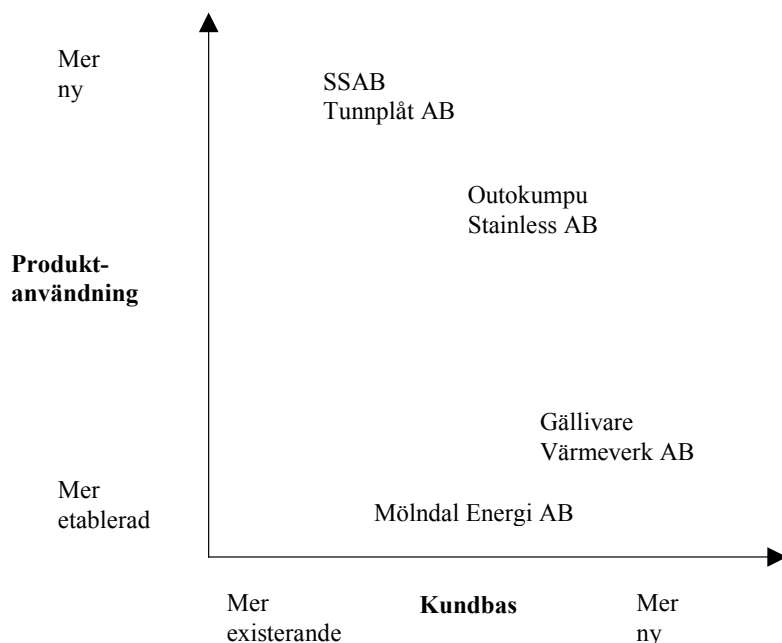 Mer
ny
SSAB
Tunnplåt AB
Outokumpu
Stainless AB
Produkt-
användning
Gällivare
Värmeverk AB
Mer
etablerad
Mölndal Energi AB
Mer
existerande
Kundbas
Mer
ny